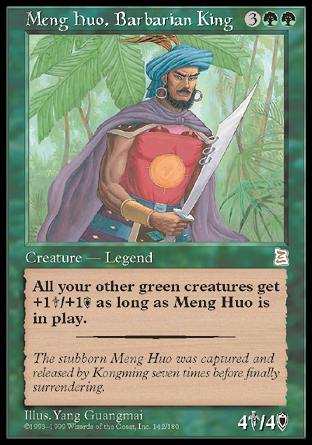 Meng Huo, Barbarian King 3
Creature — Legend
All your other green creatures get
+1/+1 as long as Meng Huo is
in play.
The stubborn Meng Huo was captured and
released by Kongming seven times before finally
surrendering.
Illus. Yang Guangmai
©1993-1999 Wizards of the Coast, Inc. 142/180
4/4